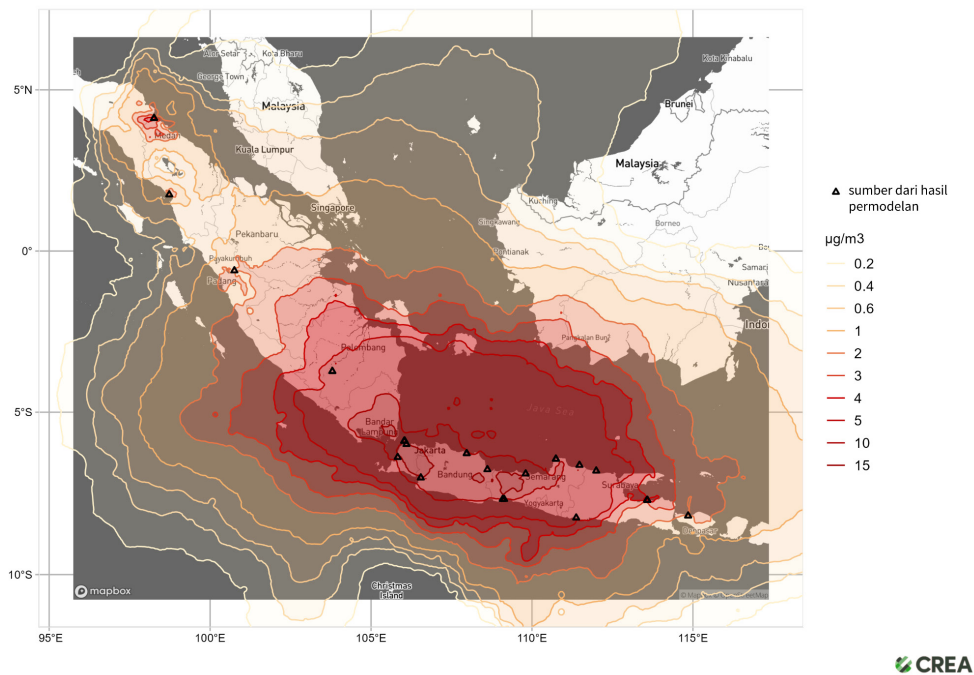 Alor Setar
Kota Bharu
George Town
Malaysia
Kota Kinabalu
5°N
Medan
Brunei
Kuala Lumpur
Malaysia
Kuching
Singapore
Singkawang
Borneo
Pekanbaru
0°
Pontianak
Payakumbuh
Padang
Samari
Nusantara
Indon
Pangkalan Bun
Palembang
5°S
Java Sea
Bandar
Lampung
Jakarta
Bandung
Semarang
Surabaya
Yogyakarta
Denpasar
10°S
Christmas
Island
mapbox
95°E
100°E
105°E
110°E
115°E
sumber dari hasil
permodelan
µg/m3
0.2
0.4
0.6
1
2
3
4
5
10
15
CREA